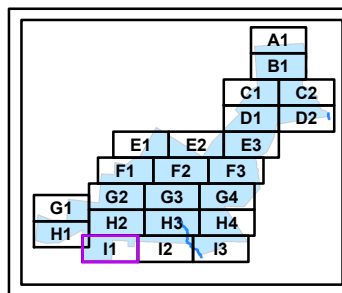 A1
B1
C1 C2
D1 D2
E1 E2 E3
F1 F2 F3
G1 G2 G3 G4
H1 H2 H3 H4
I1 I2 I3